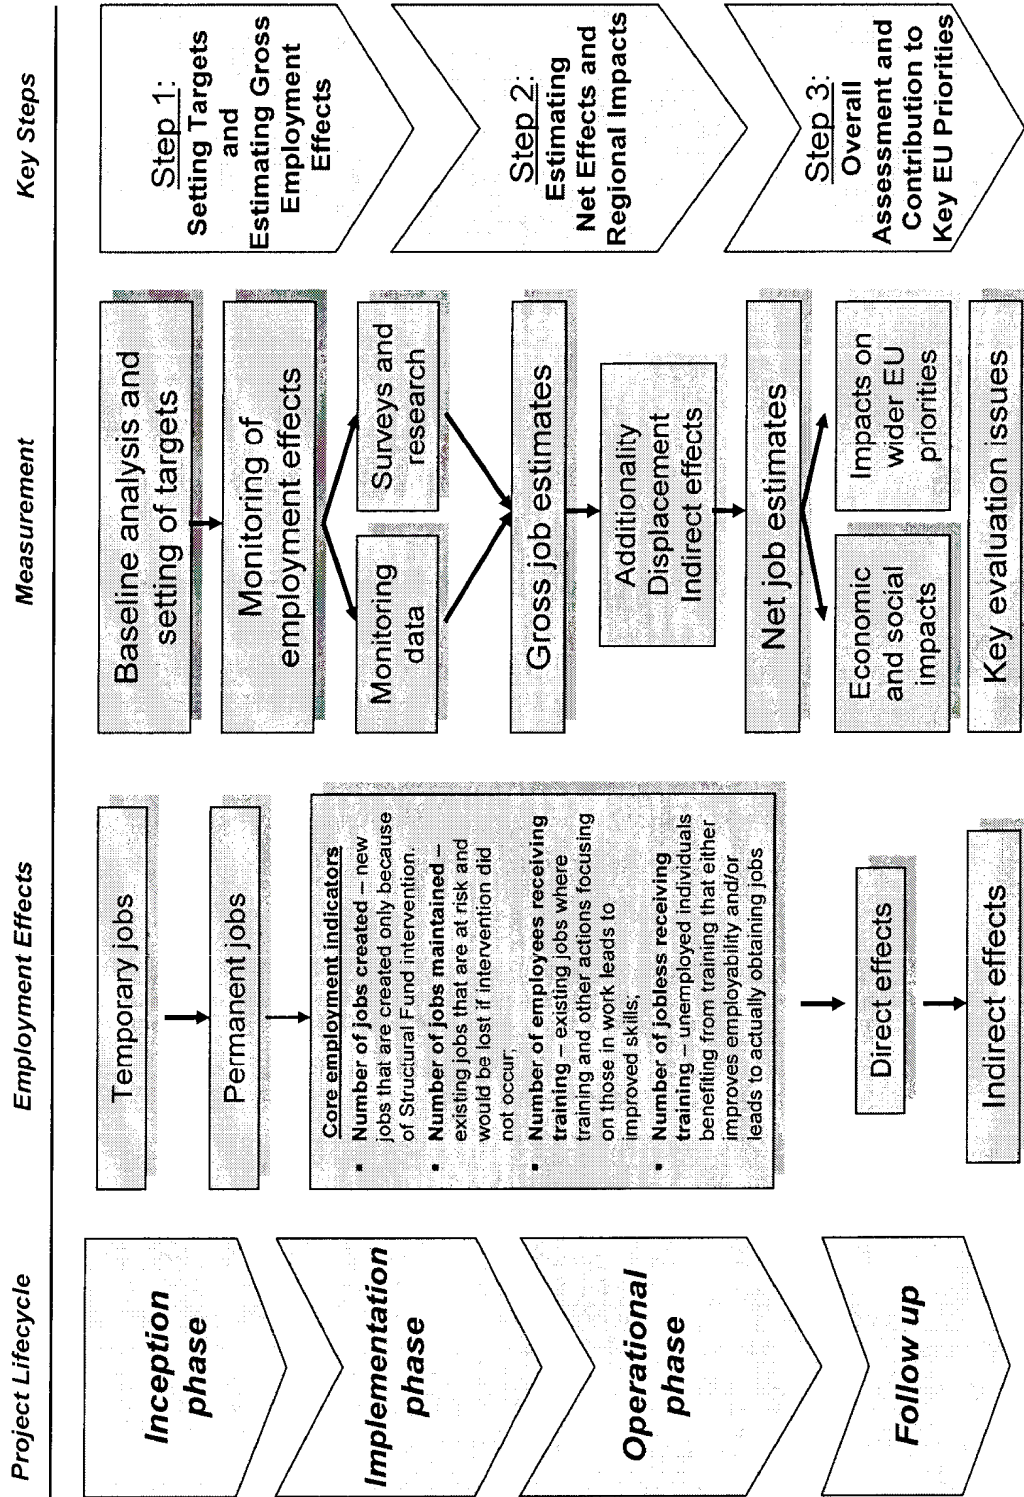 Project Lifecycle
Employment Effects
Measurement
Key Steps
Inception
phase
Implementation
phase
Operational
phase
Follow up
Temporary jobs
Permanent jobs
Core employment indicators
▪ Number of jobs created – new
jobs that are created only because
of Structural Fund intervention.
▪ Number of jobs maintained –
existing jobs that are at risk and
would be lost if intervention did
not occur;
▪ Number of employees receiving
training – existing jobs where
training and other actions focusing
on those in work leads to
improved skills;
▪ Number of jobless receiving
training – unemployed individuals
benefiting from training that either
improves employability and/or
leads to actually obtaining jobs
Direct effects
Indirect effects
Baseline analysis and
setting of targets
Monitoring of
employment effects
Monitoring
data
Surveys and
research
Gross job estimates
Additionality
Displacement
Indirect effects
Net job estimates
Economic
and social
impacts
Impacts on
wider EU
priorities
Key evaluation issues
Step 1:
Setting Targets
and
Estimating Gross
Employment
Effects
Step 2:
Estimating
Net Effects and
Regional Impacts
Step 3:
Overall
Assessment and
Contribution to
Key EU Priorities